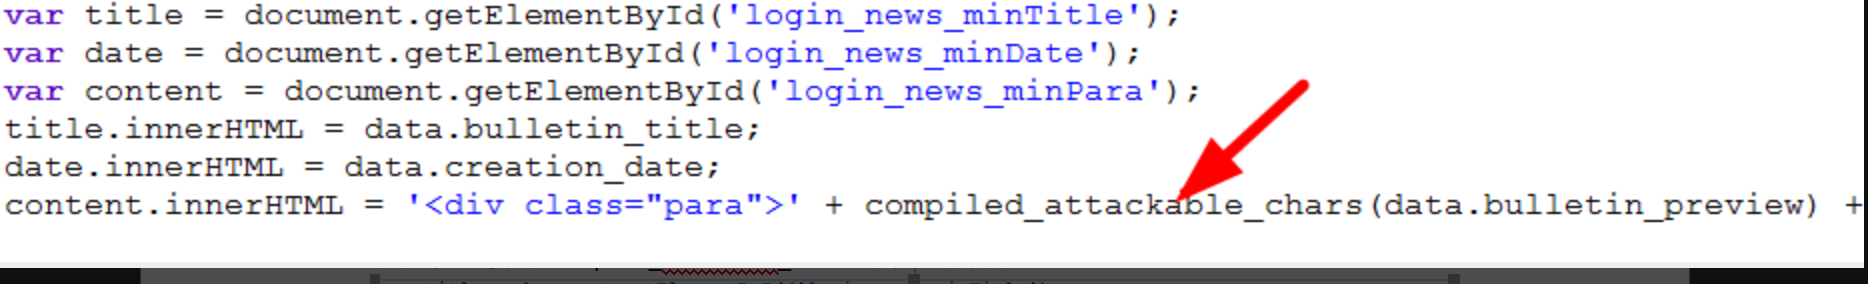 var title = document.getElementById('login_news_minTitle');
var date = document.getElementById('login_news_minDate');
var content = document.getElementById('login_news_minPara');
title.innerHTML = data.bulletin_title;
date.innerHTML = data.creation_date;
content.innerHTML = '<div class="para">' + compiled_attackable_chars(data.bulletin_preview) +